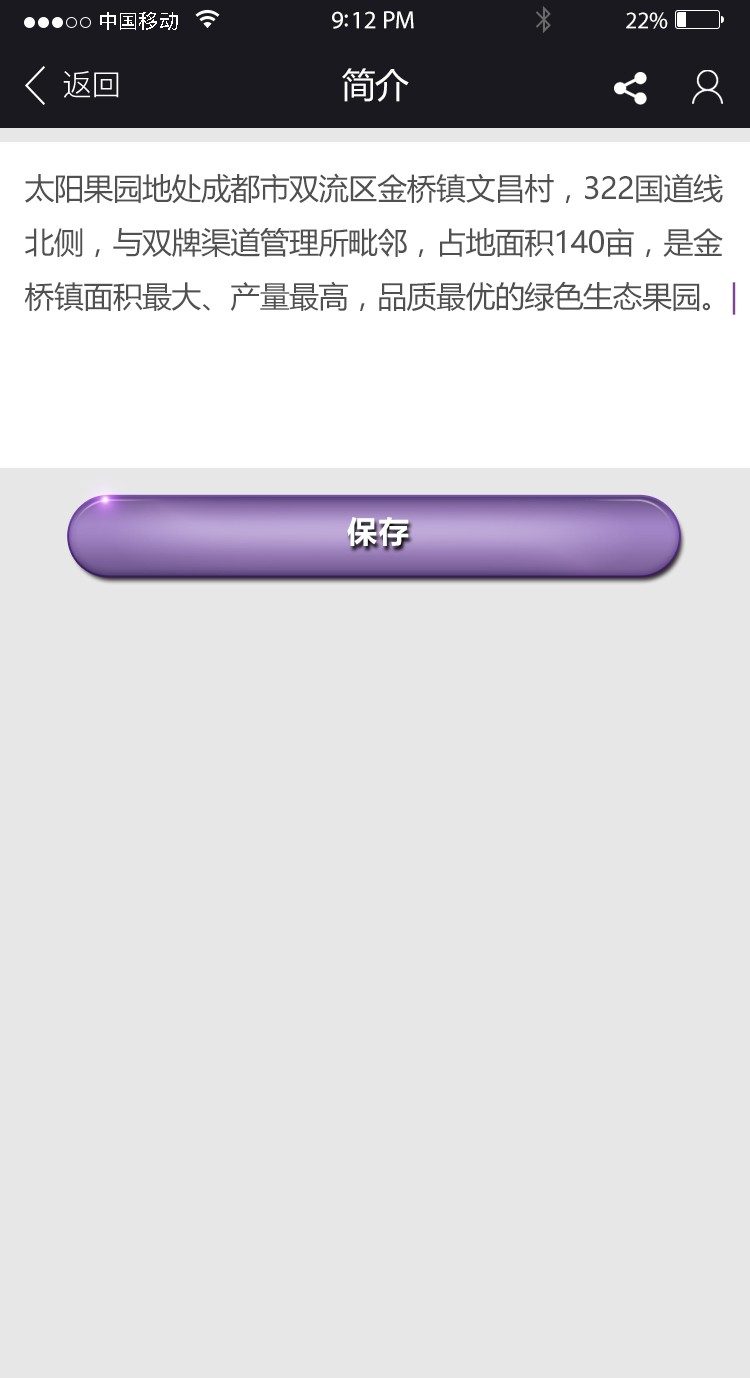 中国移动 9:12 PM 22%
返回 简介
太阳果园地处成都市双流区金桥镇文昌村，322国道线
北侧，与双牌渠道管理所毗邻，占地面积140亩，是金
桥镇面积最大、产量最高，品质最优的绿色生态果园。
保存